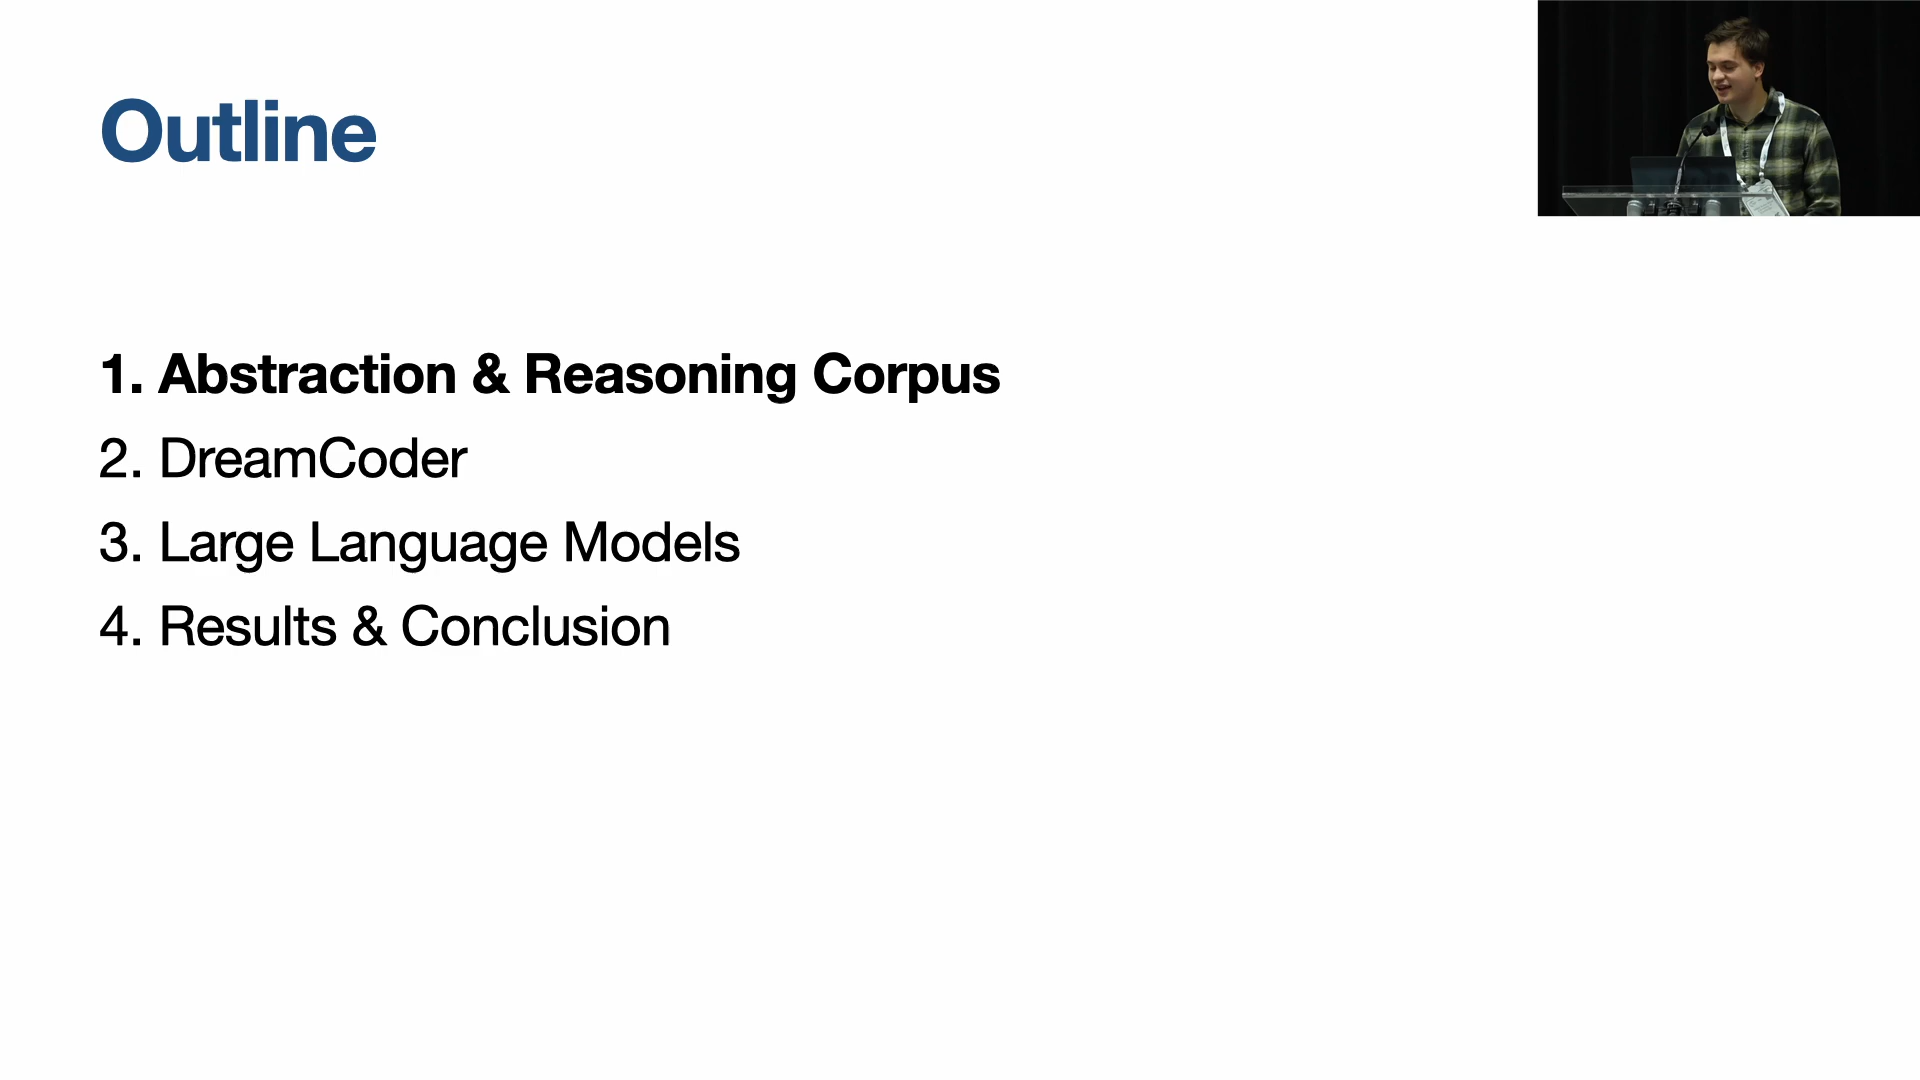 Outline
1. Abstraction & Reasoning Corpus
2. DreamCoder
3. Large Language Models
4. Results & Conclusion